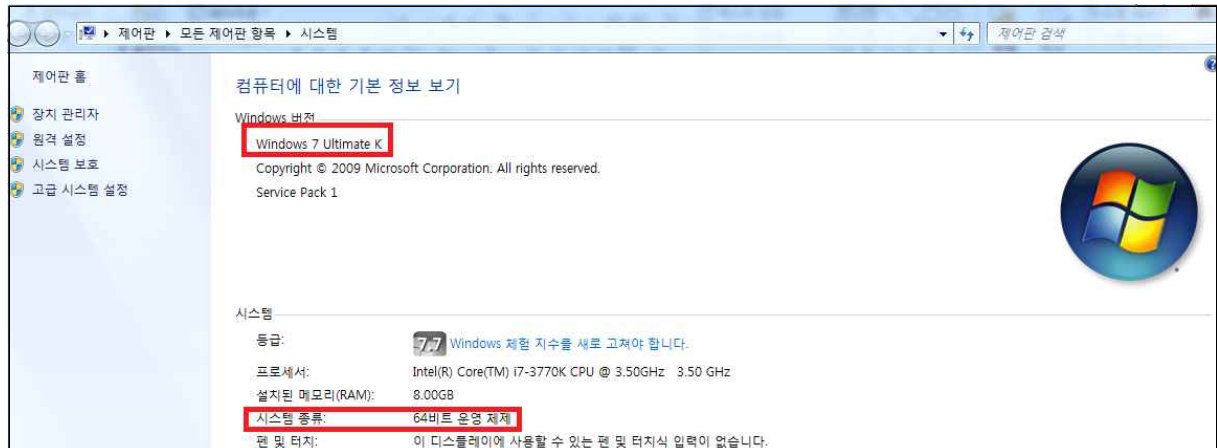 제어판 ▸ 모든 제어판 항목 ▸ 시스템
제어판 검색
제어판 홈
장치 관리자
원격 설정
시스템 보호
고급 시스템 설정
컴퓨터에 대한 기본 정보 보기
Windows 버전
Windows 7 Ultimate K
Copyright © 2009 Microsoft Corporation. All rights reserved.
Service Pack 1
시스템
등급: 7.7 Windows 체험 지수를 새로 고쳐야 합니다.
프로세서: Intel(R) Core(TM) i7-3770K CPU @ 3.50GHz 3.50 GHz
설치된 메모리(RAM): 8.00GB
시스템 종류: 64비트 운영 체제
펜 및 터치: 이 디스플레이에 사용할 수 있는 펜 및 터치식 입력이 없습니다.